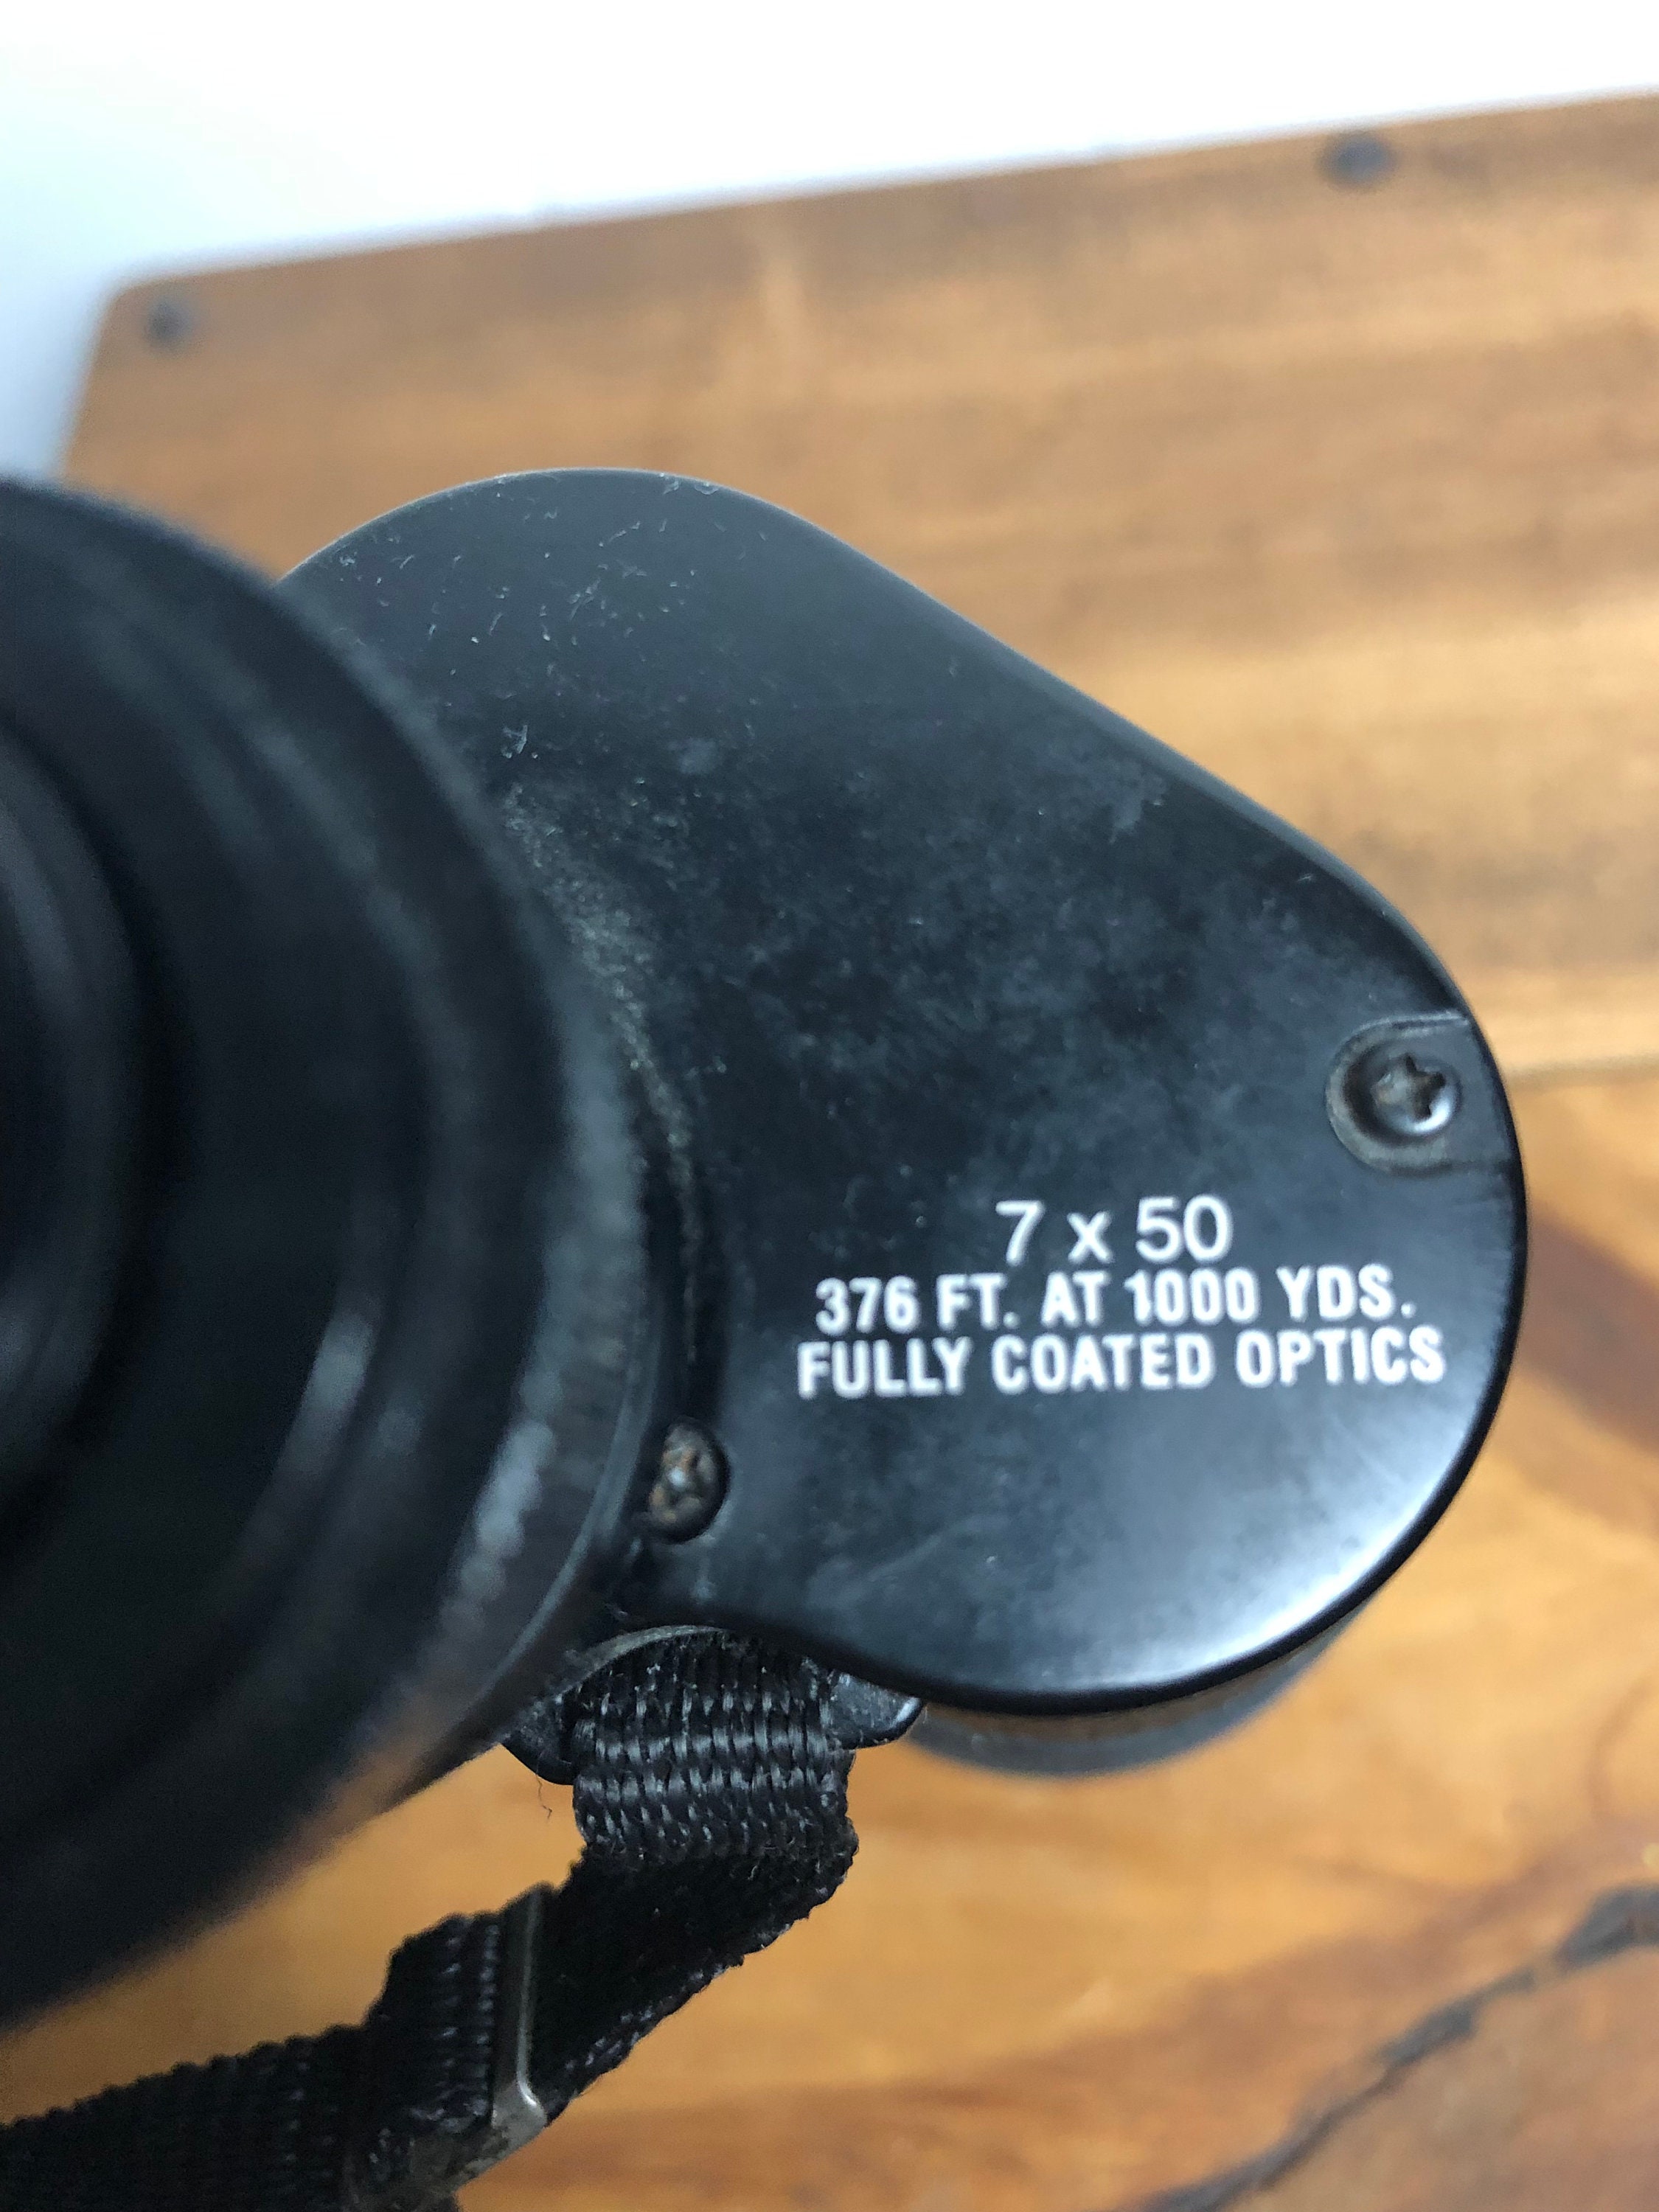 7 x 50
376 FT. AT 1000 YDS.
FULLY COATED OPTICS